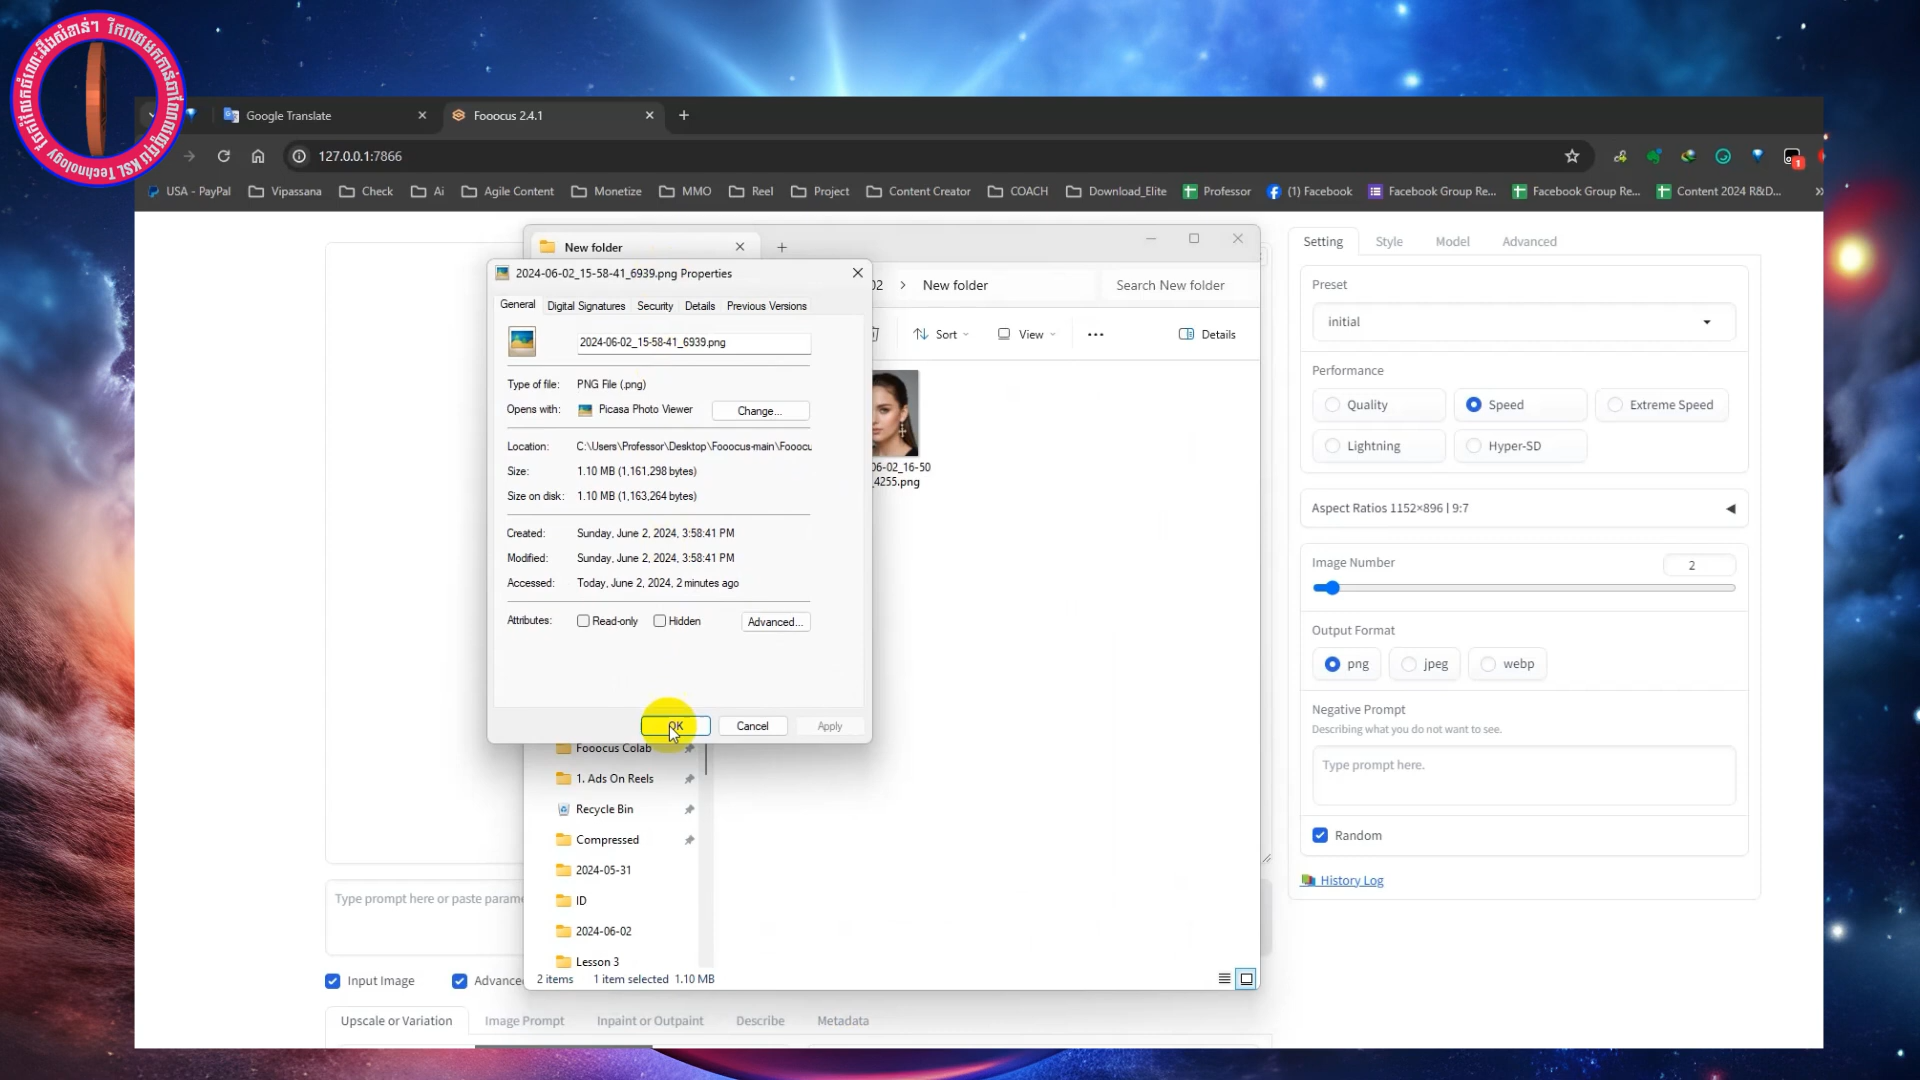 Google Translate
Fooocus 2.4.1
127.0.0.1:7866
USA - PayPal
Vipassana
Check
Ai
Agile Content
Monetize
MMO
Reel
Project
Content Creator
COACH
Download_Elite
Professor
(1) Facebook
Facebook Group Re...
Facebook Group Re...
Content 2024 R&D...
»
1
KSL Technology
New folder
02 > New folder
Search New folder
Sort
View
Details
06-02_16-50
_4255.png
2024-06-02_15-58-41_6939.png Properties
General
Digital Signatures
Security
Details
Previous Versions
2024-06-02_15-58-41_6939.png
Type of file: PNG File (.png)
Opens with: Picasa Photo Viewer Change...
Location: C:\Users\Professor\Desktop\Fooocus-main\Fooocu
Size: 1.10 MB (1,161,298 bytes)
Size on disk: 1.10 MB (1,163,264 bytes)
Created: Sunday, June 2, 2024, 3:58:41 PM
Modified: Sunday, June 2, 2024, 3:58:41 PM
Accessed: Today, June 2, 2024, 2 minutes ago
Attributes: Read-only Hidden Advanced...
OK Cancel Apply
Fooocus Colab
1. Ads On Reels
Recycle Bin
Compressed
2024-05-31
ID
2024-06-02
Lesson 3
2 items 1 item selected 1.10 MB
Type prompt here or paste param
Input Image
Advance
Upscale or Variation
Image Prompt
Inpaint or Outpaint
Describe
Metadata
Setting
Style
Model
Advanced
Preset
initial
Performance
Quality
Speed
Extreme Speed
Lightning
Hyper-SD
Aspect Ratios 1152×896 | 9:7
Image Number
2
Output Format
png
jpeg
webp
Negative Prompt
Describing what you do not want to see.
Type prompt here.
Random
History Log